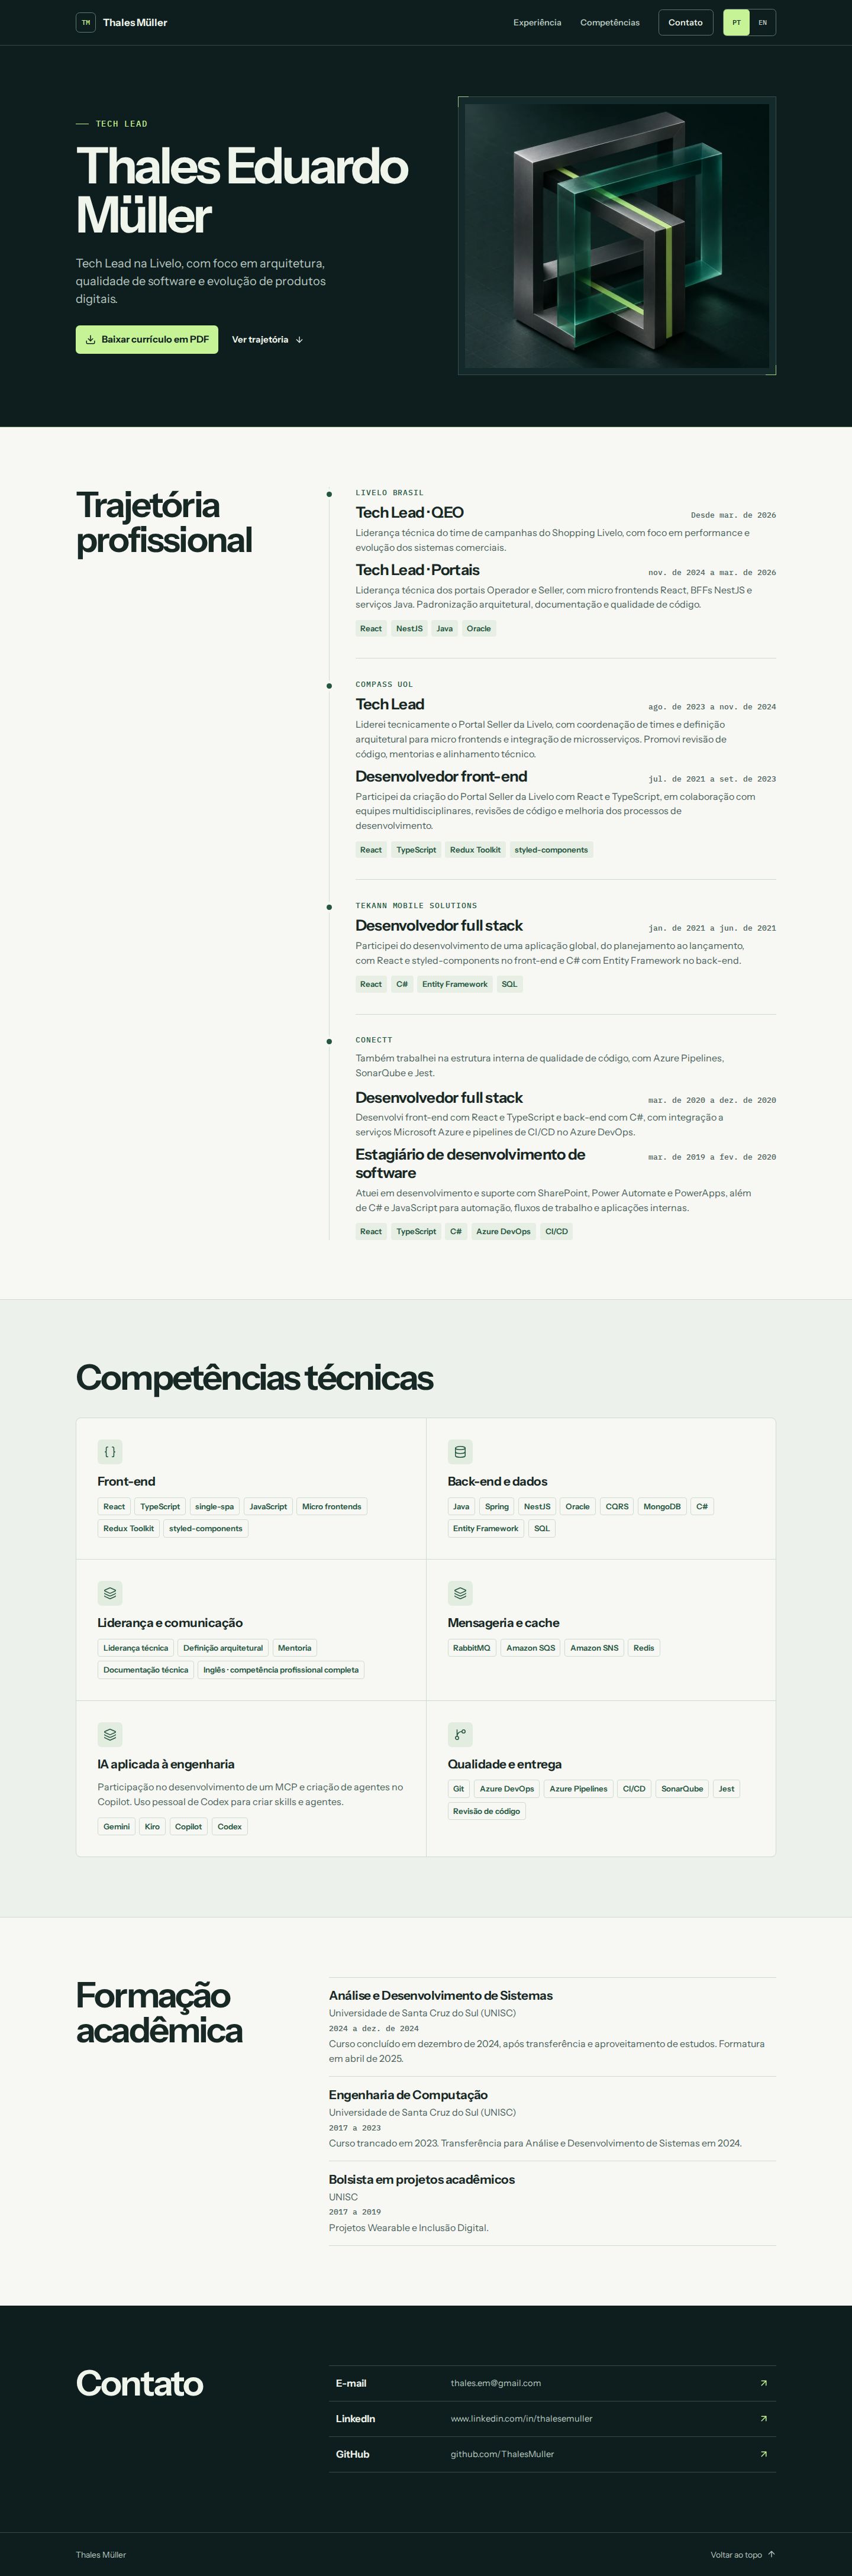 TM Thales Müller Experiência Competências Contato PT EN
TECH LEAD
Thales Eduardo
Müller
Tech Lead na Livelo, com foco em arquitetura,
qualidade de software e evolução de produtos
digitais.
Baixar currículo em PDF Ver trajetória ↓
Trajetória
profissional
LIVELO BRASIL
Tech Lead · QEO Desde mar. de 2026
Liderança técnica do time de campanhas do Shopping Livelo, com foco em performance e
evolução dos sistemas comerciais.
Tech Lead · Portais nov. de 2024 a mar. de 2026
Liderança técnica dos portais Operador e Seller, com micro frontends React, BFFs NestJS e
serviços Java. Padronização arquitetural, documentação e qualidade de código.
React NestJS Java Oracle
COMPASS UOL
Tech Lead ago. de 2023 a nov. de 2024
Liderei tecnicamente o Portal Seller da Livelo, com coordenação de times e definição
arquitetural para micro frontends e integração de microsserviços. Promovi revisão de
código, mentorias e alinhamento técnico.
Desenvolvedor front-end jul. de 2021 a set. de 2023
Participei da criação do Portal Seller da Livelo com React e TypeScript, em colaboração com
equipes multidisciplinares, revisões de código e melhoria dos processos de
desenvolvimento.
React TypeScript Redux Toolkit styled-components
TEKANN MOBILE SOLUTIONS
Desenvolvedor full stack jan. de 2021 a jun. de 2021
Participei do desenvolvimento de uma aplicação global, do planejamento ao lançamento,
com React e styled-components no front-end e C# com Entity Framework no back-end.
React C# Entity Framework SQL
CONECTT
Também trabalhei na estrutura interna de qualidade de código, com Azure Pipelines,
SonarQube e Jest.
Desenvolvedor full stack mar. de 2020 a dez. de 2020
Desenvolvi front-end com React e TypeScript e back-end com C#, com integração a
serviços Microsoft Azure e pipelines de CI/CD no Azure DevOps.
Estagiário de desenvolvimento de mar. de 2019 a fev. de 2020
software
Atuei em desenvolvimento e suporte com SharePoint, Power Automate e PowerApps, além
de C# e JavaScript para automação, fluxos de trabalho e aplicações internas.
React TypeScript C# Azure DevOps CI/CD
Competências técnicas
Front-end
React TypeScript single-spa JavaScript Micro frontends
Redux Toolkit styled-components
Back-end e dados
Java Spring NestJS Oracle CQRS MongoDB C#
Entity Framework SQL
Liderança e comunicação
Liderança técnica Definição arquitetural Mentoria
Documentação técnica Inglês · competência profissional completa
Mensageria e cache
RabbitMQ Amazon SQS Amazon SNS Redis
IA aplicada à engenharia
Participação no desenvolvimento de um MCP e criação de agentes no
Copilot. Uso pessoal de Codex para criar skills e agentes.
Gemini Kiro Copilot Codex
Qualidade e entrega
Git Azure DevOps Azure Pipelines CI/CD SonarQube Jest
Revisão de código
Formação
acadêmica
Análise e Desenvolvimento de Sistemas
Universidade de Santa Cruz do Sul (UNISC)
2024 a dez. de 2024
Curso concluído em dezembro de 2024, após transferência e aproveitamento de estudos. Formatura
em abril de 2025.
Engenharia de Computação
Universidade de Santa Cruz do Sul (UNISC)
2017 a 2023
Curso trancado em 2023. Transferência para Análise e Desenvolvimento de Sistemas em 2024.
Bolsista em projetos acadêmicos
UNISC
2017 a 2019
Projetos Wearable e Inclusão Digital.
Contato
E-mail thales.em@gmail.com
LinkedIn www.linkedin.com/in/thalesemuller
GitHub github.com/ThalesMuller
Thales Müller Voltar ao topo ↑